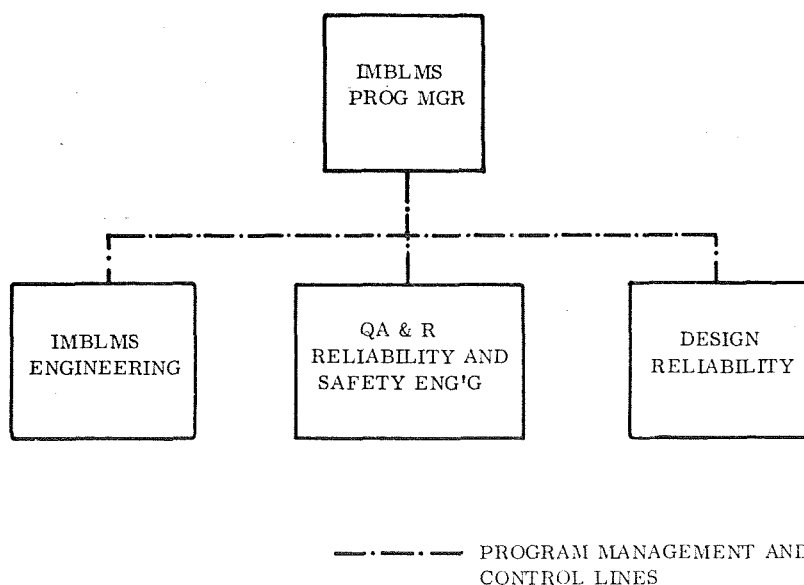 IMBLMS
PROG MGR
IMBLMS
ENGINEERING
QA & R
RELIABILITY AND
SAFETY ENG'G
DESIGN
RELIABILITY
PROGRAM MANAGEMENT AND
CONTROL LINES